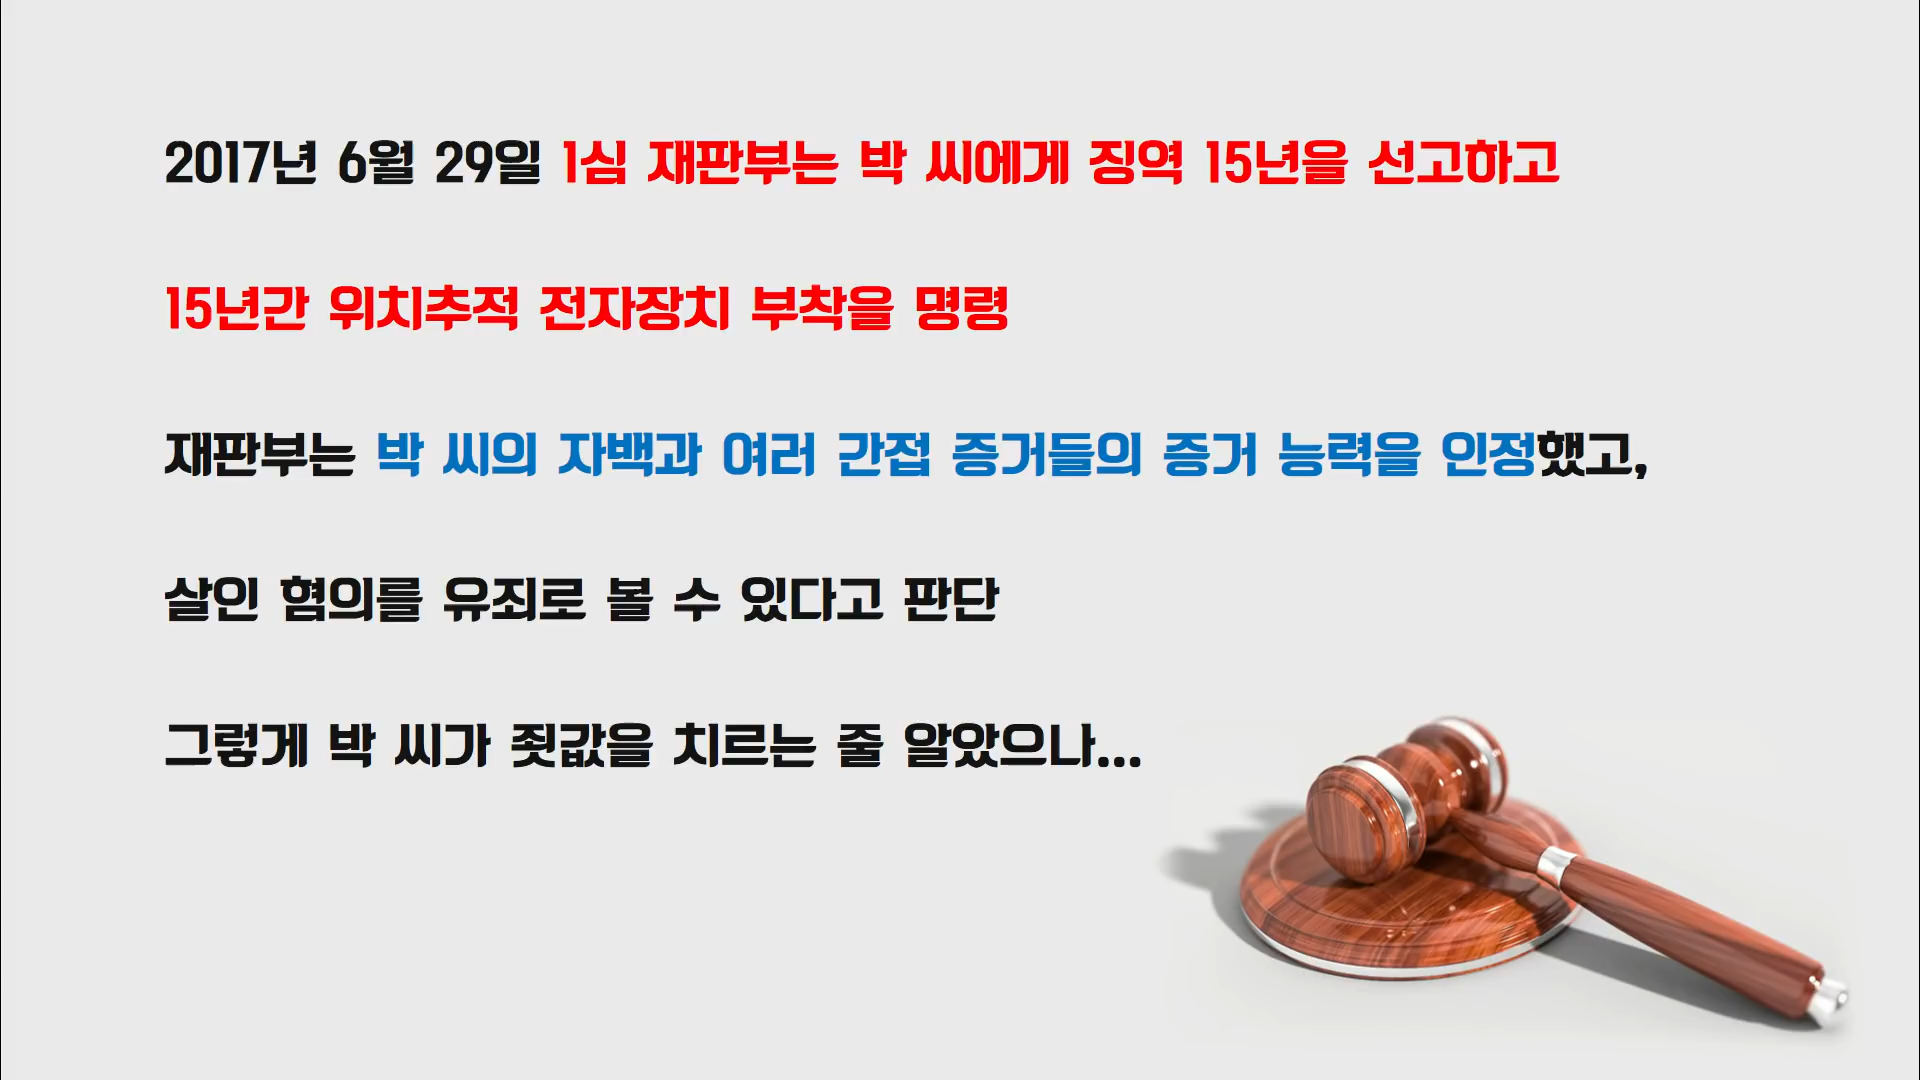 2017년 6월 29일 1심 재판부는 박 씨에게 징역 15년을 선고하고
15년간 위치추적 전자장치 부착을 명령
재판부는 박 씨의 자백과 여러 간접 증거들의 증거 능력을 인정했고,
살인 혐의를 유죄로 볼 수 있다고 판단
그렇게 박 씨가 죗값을 치르는 줄 알았으나...